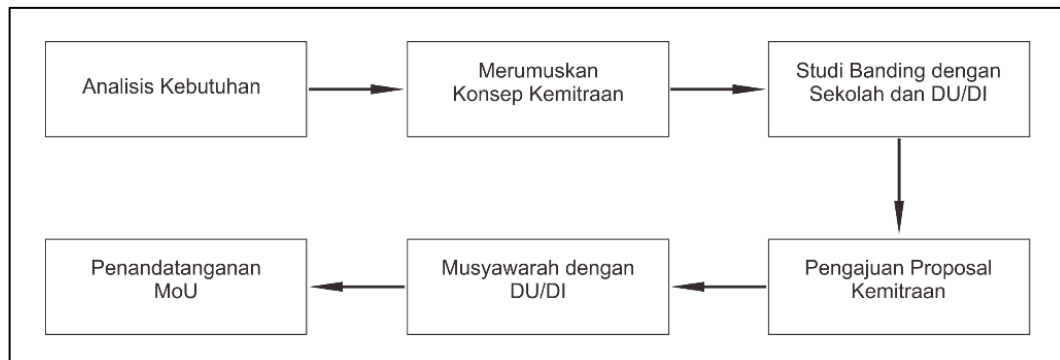 Analisis Kebutuhan
Merumuskan
Konsep Kemitraan
Studi Banding dengan
Sekolah dan DU/DI
Pengajuan Proposal
Kemitraan
Musyawarah dengan
DU/DI
Penandatanganan
MoU